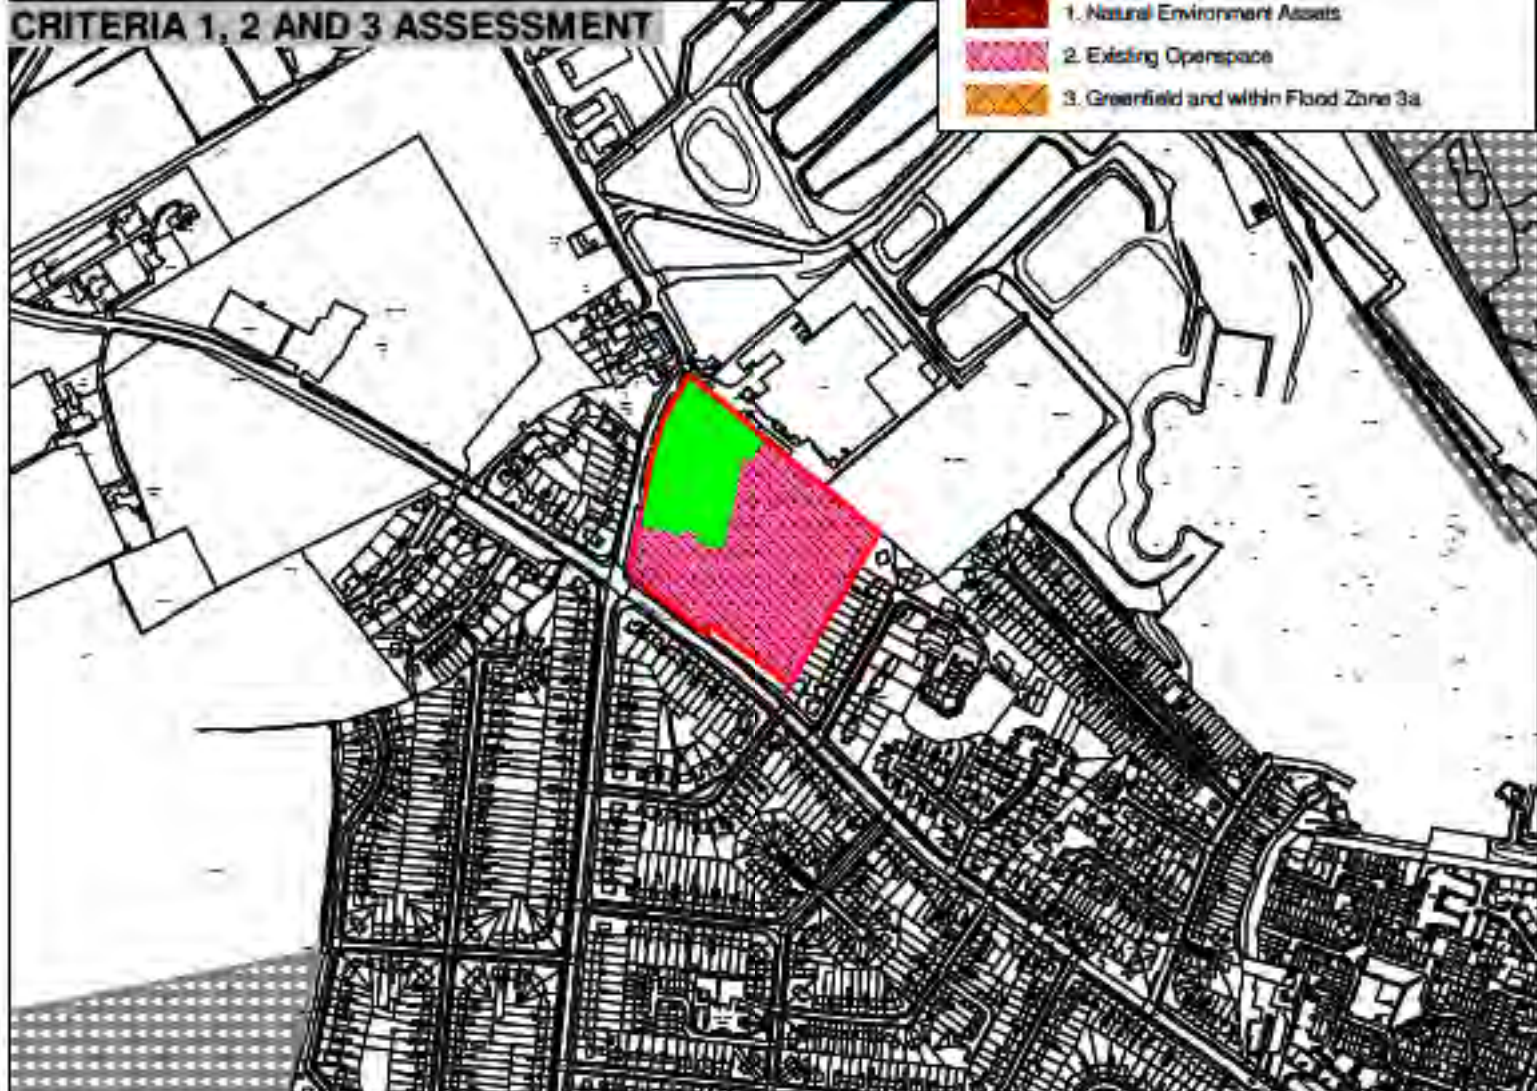 CRITERIA 1, 2 AND 3 ASSESSMENT
1. Natural Environment Assets
2. Existing Openspace
3. Greenfield and within Flood Zone 3a